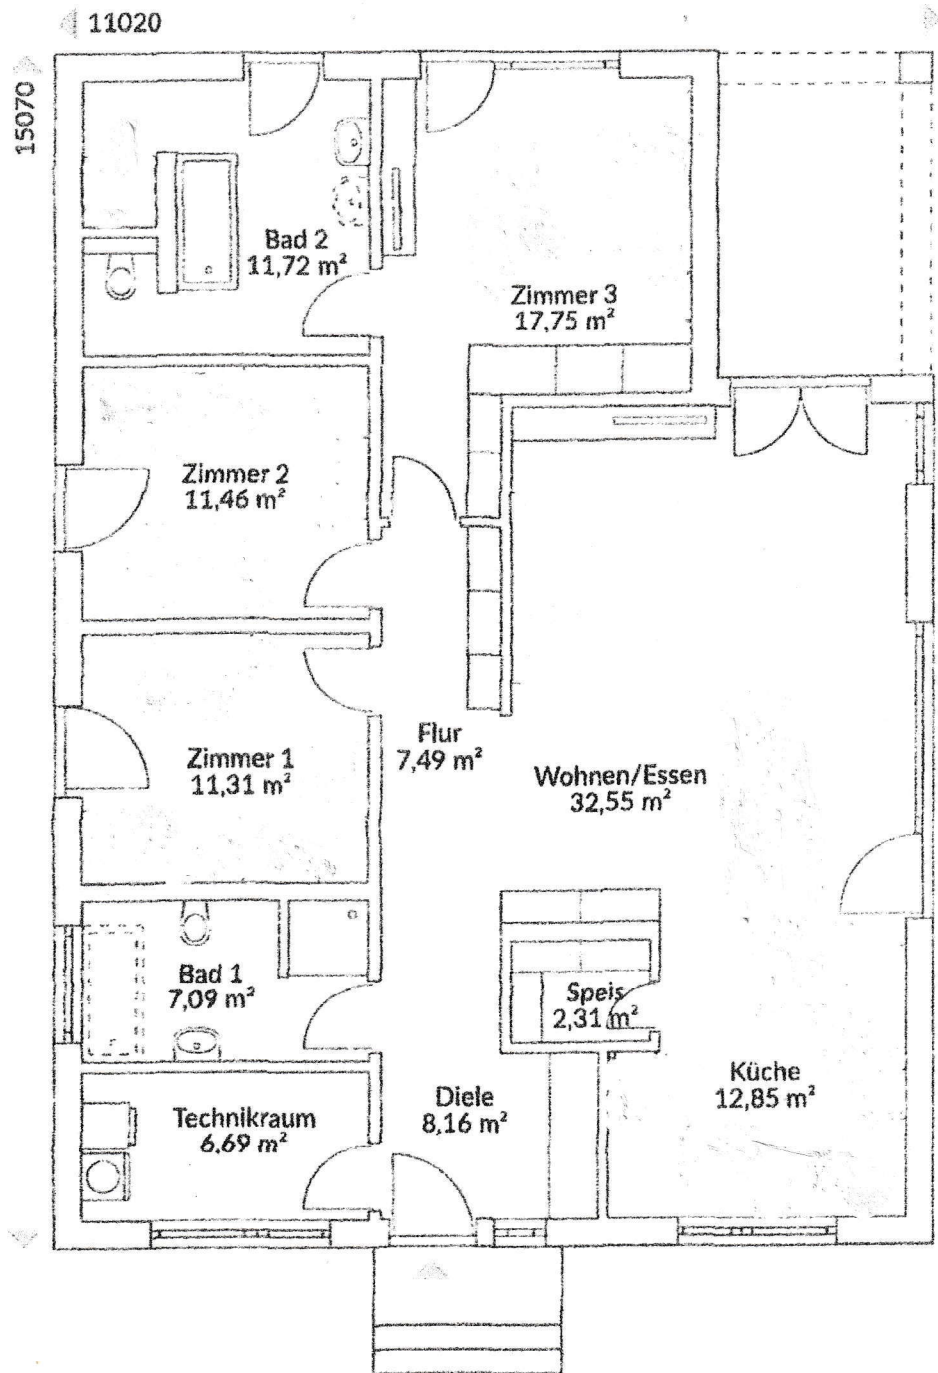 11020
15070
Bad 2
11,72 m²
Zimmer 3
17,75 m²
Zimmer 2
11,46 m²
Zimmer 1
11,31 m²
Flur
7,49 m²
Wohnen/Essen
32,55 m²
Bad 1
7,09 m²
Speis
2,31 m²
Technikraum
6,69 m²
Diele
8,16 m²
Küche
12,85 m²